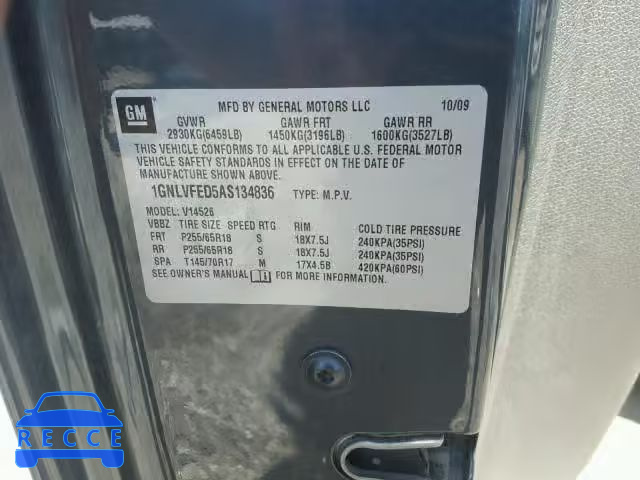 GM
MFD BY GENERAL MOTORS LLC 10/09
GVWR GAWR FRT GAWR RR
2930KG(6459LB) 1450KG(3196LB) 1600KG(3527LB)
THIS VEHICLE CONFORMS TO ALL APPLICABLE U.S. FEDERAL MOTOR
VEHICLE SAFETY STANDARDS IN EFFECT ON THE DATE OF
MANUFACTURE SHOWN ABOVE.
1GNLVFED5AS134836 TYPE: M.P.V.
MODEL: V14526
VBBZ TIRE SIZE SPEED RTG RIM COLD TIRE PRESSURE
FRT P255/65R18 S 18X7.5J 240KPA(35PSI)
RR P255/65R18 S 18X7.5J 240KPA(35PSI)
SPA T145/70R17 M 17X4.5B 420KPA(60PSI)
SEE OWNER'S MANUAL FOR MORE INFORMATION.
RECCE